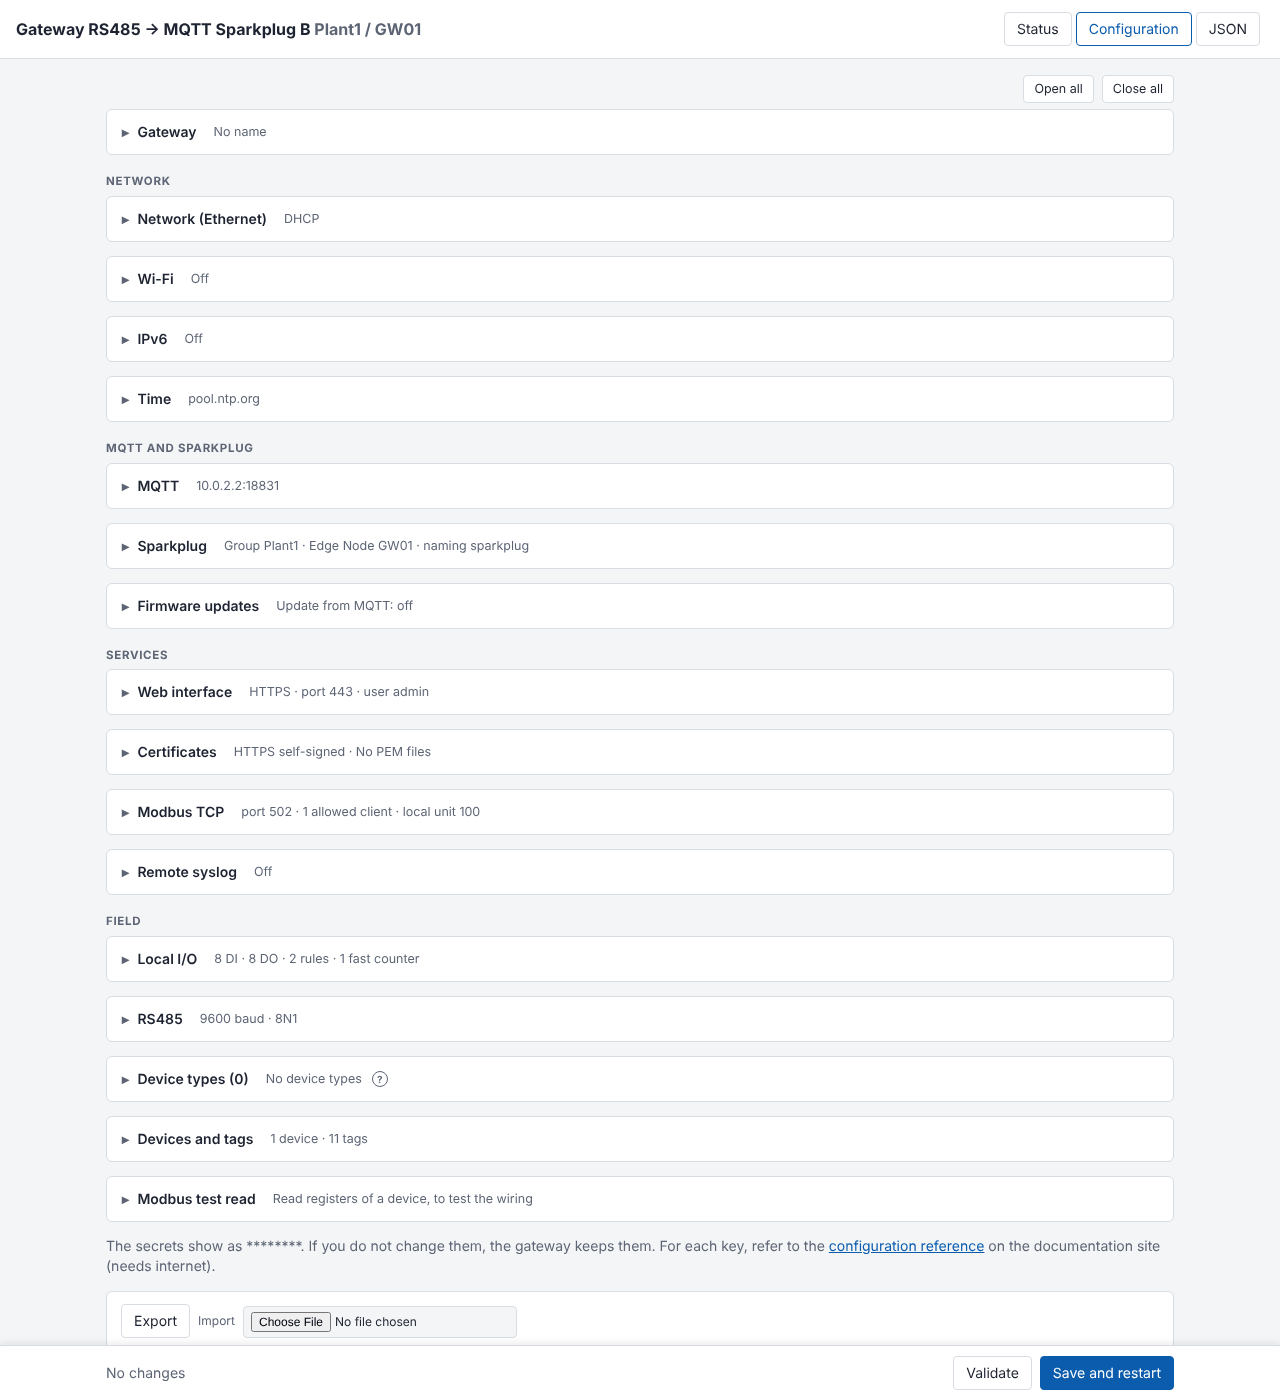 Gateway RS485 → MQTT Sparkplug B Plant1 / GW01
Status
Configuration
JSON
Open all
Close all
▶ Gateway No name
NETWORK
▶ Network (Ethernet) DHCP
▶ Wi-Fi Off
▶ IPv6 Off
▶ Time pool.ntp.org
MQTT AND SPARKPLUG
▶ MQTT 10.0.2.2:18831
▶ Sparkplug Group Plant1 · Edge Node GW01 · naming sparkplug
▶ Firmware updates Update from MQTT: off
SERVICES
▶ Web interface HTTPS · port 443 · user admin
▶ Certificates HTTPS self-signed · No PEM files
▶ Modbus TCP port 502 · 1 allowed client · local unit 100
▶ Remote syslog Off
FIELD
▶ Local I/O 8 DI · 8 DO · 2 rules · 1 fast counter
▶ RS485 9600 baud · 8N1
▶ Device types (0) No device types ?
▶ Devices and tags 1 device · 11 tags
▶ Modbus test read Read registers of a device, to test the wiring
The secrets show as ********. If you do not change them, the gateway keeps them. For each key, refer to the configuration reference on the documentation site
(needs internet).
Export Import Choose File No file chosen
No changes
Validate
Save and restart